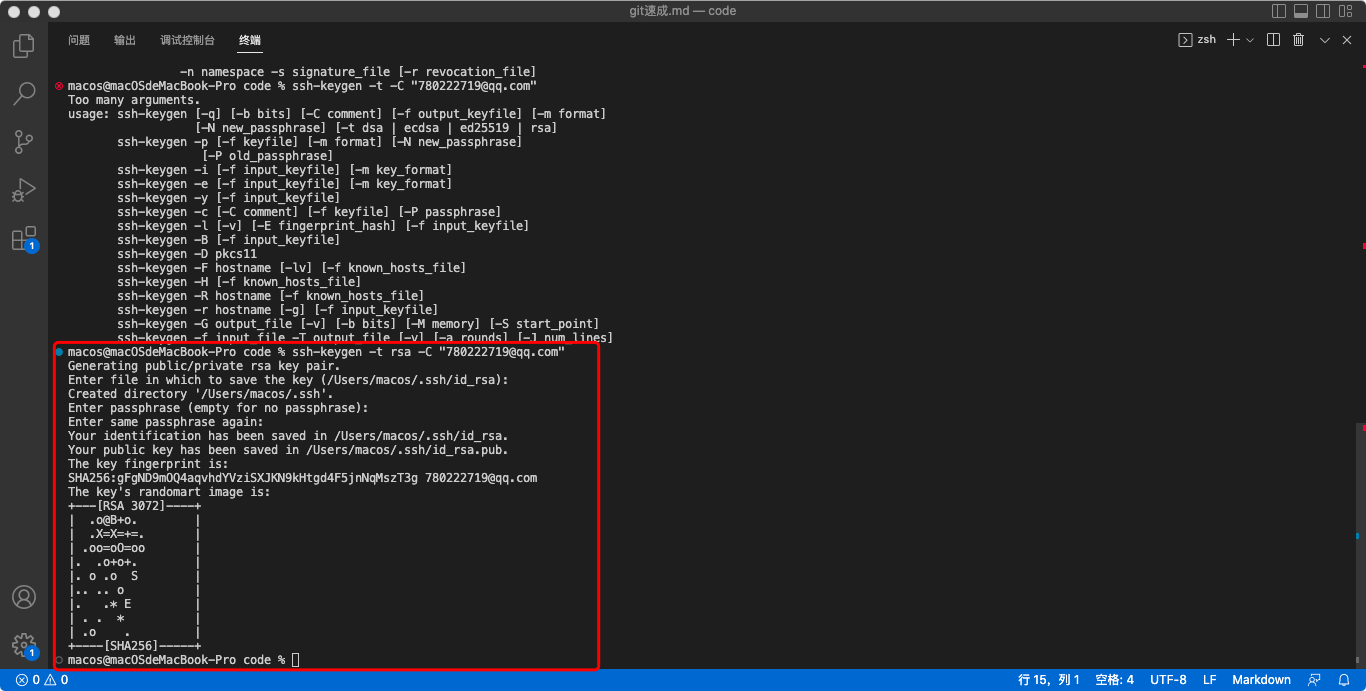 git速成.md — code
问题 输出 调试控制台 终端 zsh
-n namespace -s signature_file [-r revocation_file]
macos@macOSdeMacBook-Pro code % ssh-keygen -t -C "780222719@qq.com"
Too many arguments.
usage: ssh-keygen [-q] [-b bits] [-C comment] [-f output_keyfile] [-m format]
[-N new_passphrase] [-t dsa | ecdsa | ed25519 | rsa]
ssh-keygen -p [-f keyfile] [-m format] [-N new_passphrase]
[-P old_passphrase]
ssh-keygen -i [-f input_keyfile] [-m key_format]
ssh-keygen -e [-f input_keyfile] [-m key_format]
ssh-keygen -y [-f input_keyfile]
ssh-keygen -c [-C comment] [-f keyfile] [-P passphrase]
ssh-keygen -l [-v] [-E fingerprint_hash] [-f input_keyfile]
ssh-keygen -B [-f input_keyfile]
ssh-keygen -D pkcs11
ssh-keygen -F hostname [-lv] [-f known_hosts_file]
ssh-keygen -H [-f known_hosts_file]
ssh-keygen -R hostname [-f known_hosts_file]
ssh-keygen -r hostname [-g] [-f input_keyfile]
ssh-keygen -G output_file [-v] [-b bits] [-M memory] [-S start_point]
ssh-keygen -f input_file -T output_file [-v] [-a rounds] [-J num_lines]
macos@macOSdeMacBook-Pro code % ssh-keygen -t rsa -C "780222719@qq.com"
Generating public/private rsa key pair.
Enter file in which to save the key (/Users/macos/.ssh/id_rsa):
Created directory '/Users/macos/.ssh'.
Enter passphrase (empty for no passphrase):
Enter same passphrase again:
Your identification has been saved in /Users/macos/.ssh/id_rsa.
Your public key has been saved in /Users/macos/.ssh/id_rsa.pub.
The key fingerprint is:
SHA256:gFgND9mOQ4aqvhdYVziSXJKN9kHtgd4F5jnNqMszT3g 780222719@qq.com
The key's randomart image is:
+---[RSA 3072]----+
|  .o@B+o.        |
|  .X=X=+=.       |
| .oo=oO=oo       |
|.  .o+o+.        |
|. o .o  S        |
|.. .. o          |
|.   .* E         |
| . .  *          |
| .o    .         |
+----[SHA256]-----+
macos@macOSdeMacBook-Pro code %
1
1
0 0 行 15，列 1 空格: 4 UTF-8 LF Markdown